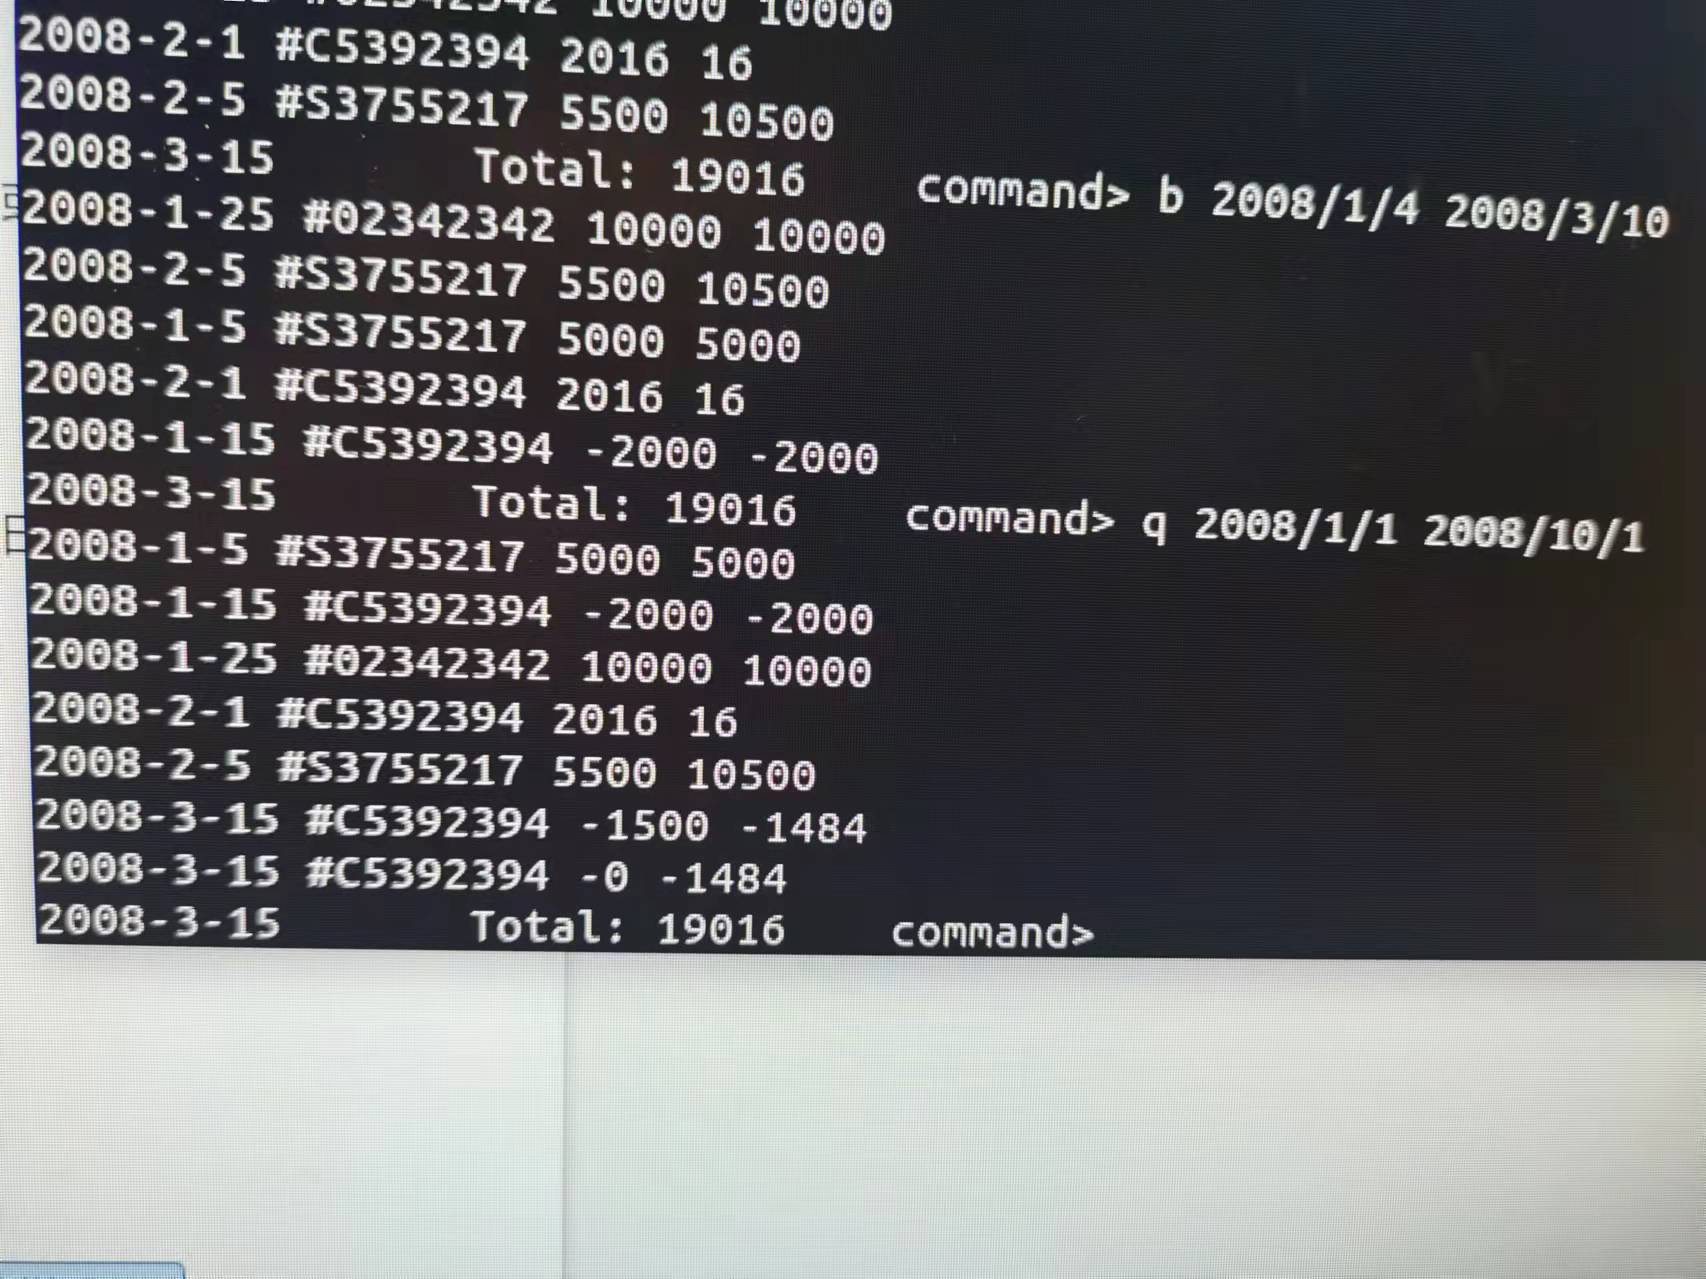 10000 10000
2008-2-1 #C5392394 2016 16
2008-2-5 #S3755217 5500 10500
2008-3-15 Total: 19016 command> b 2008/1/4 2008/3/10
2008-1-25 #02342342 10000 10000
2008-2-5 #S3755217 5500 10500
2008-1-5 #S3755217 5000 5000
2008-2-1 #C5392394 2016 16
2008-1-15 #C5392394 -2000 -2000
2008-3-15 Total: 19016 command> q 2008/1/1 2008/10/1
2008-1-5 #S3755217 5000 5000
2008-1-15 #C5392394 -2000 -2000
2008-1-25 #02342342 10000 10000
2008-2-1 #C5392394 2016 16
2008-2-5 #S3755217 5500 10500
2008-3-15 #C5392394 -1500 -1484
2008-3-15 #C5392394 -0 -1484
2008-3-15 Total: 19016 command>